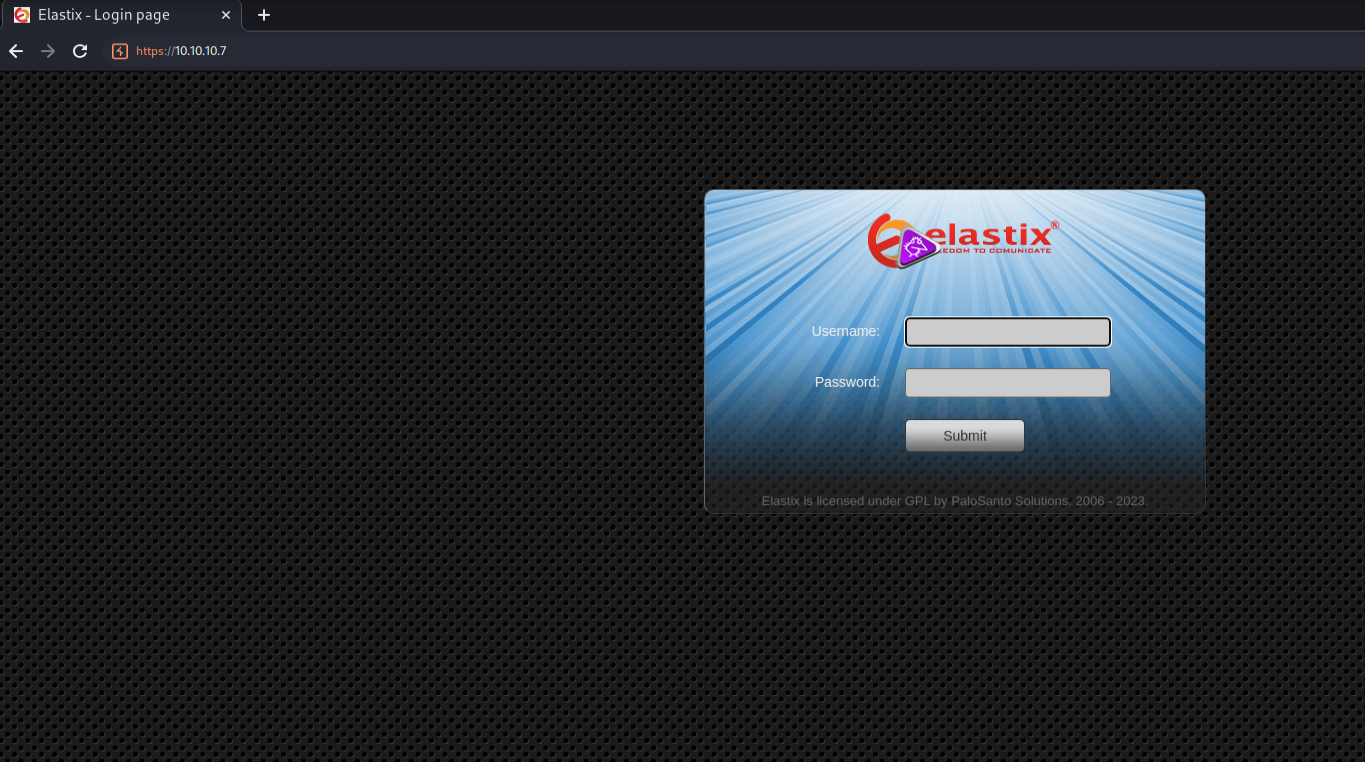 Elastix - Login page
https://10.10.10.7
elastix®
EDOM TO COMUNICATE
Username:
Password:
Submit
Elastix is licensed under GPL by PaloSanto Solutions. 2006 - 2023.